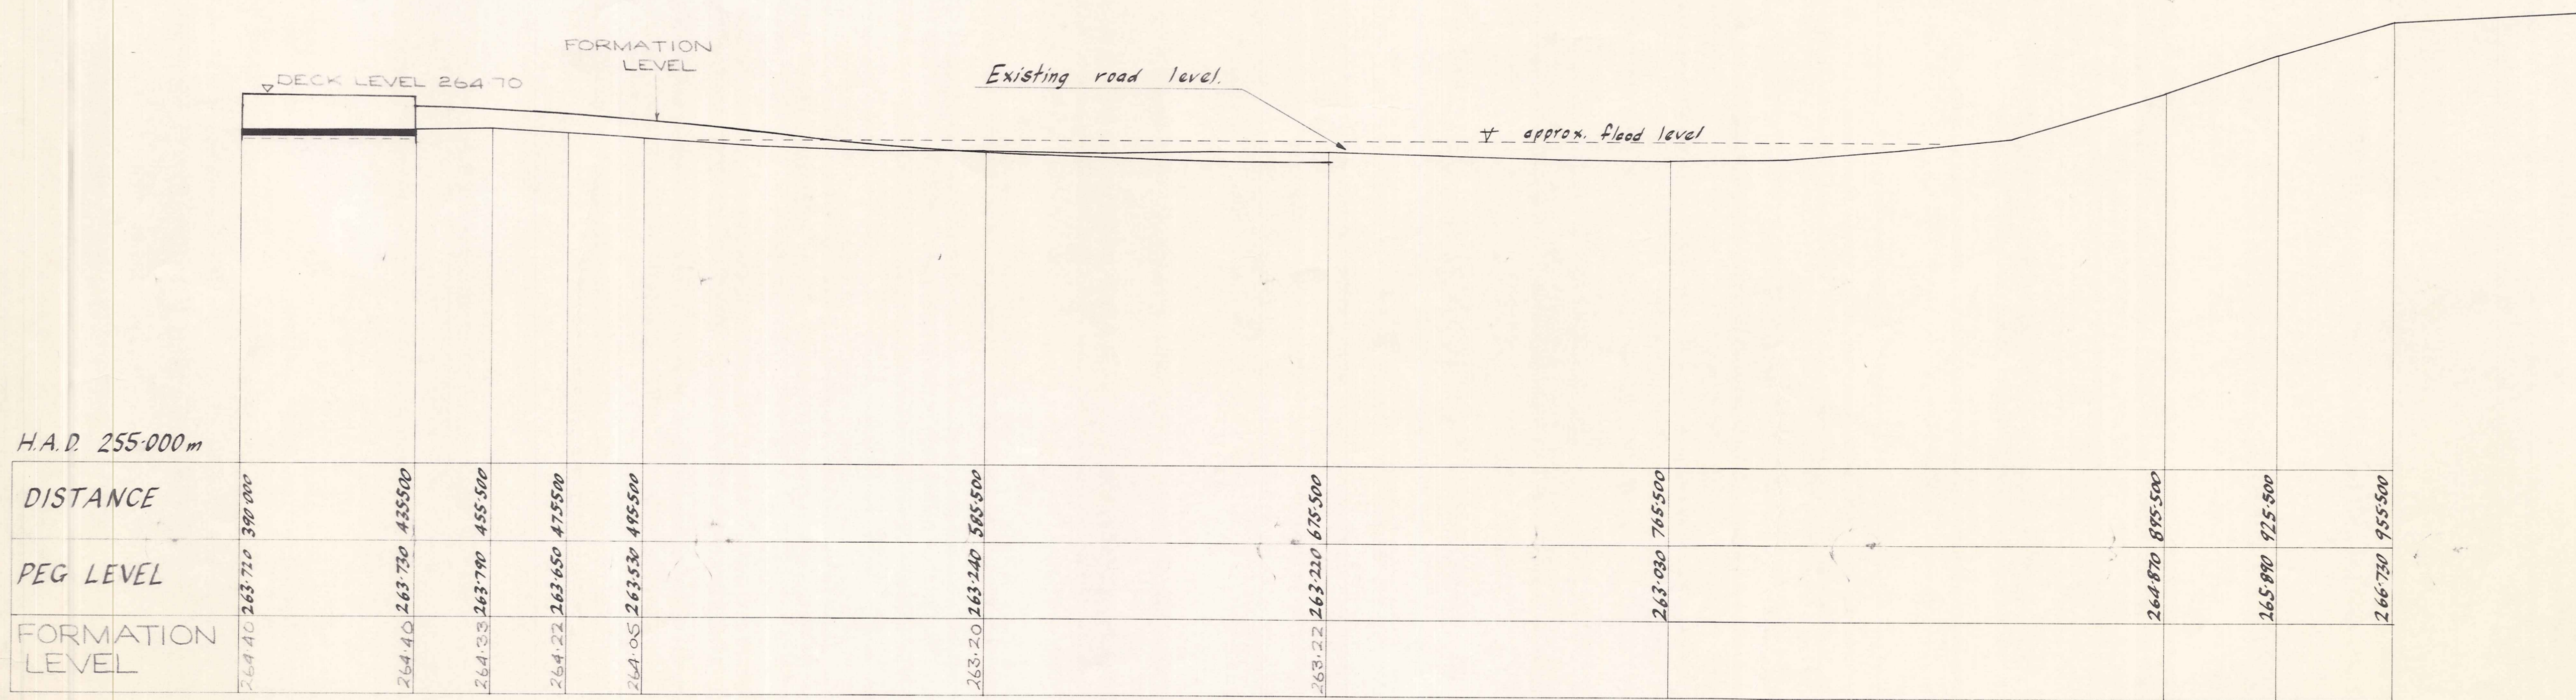 FORMATION
LEVEL
DECK LEVEL 264·70
Existing road level.
approx. flood level
H.A.D. 255·000m
DISTANCE 390·000 435·500 455·500 475·500 495·500 585·500 675·500 765·500 895·500 925·500 955·500
PEG LEVEL 263·720 263·730 263·790 263·650 263·530 263·240 263·220 263·030 264·870 265·890 266·730
FORMATION
LEVEL 264·40 264·40 264·33 264·22 264·05 263·20 263·22